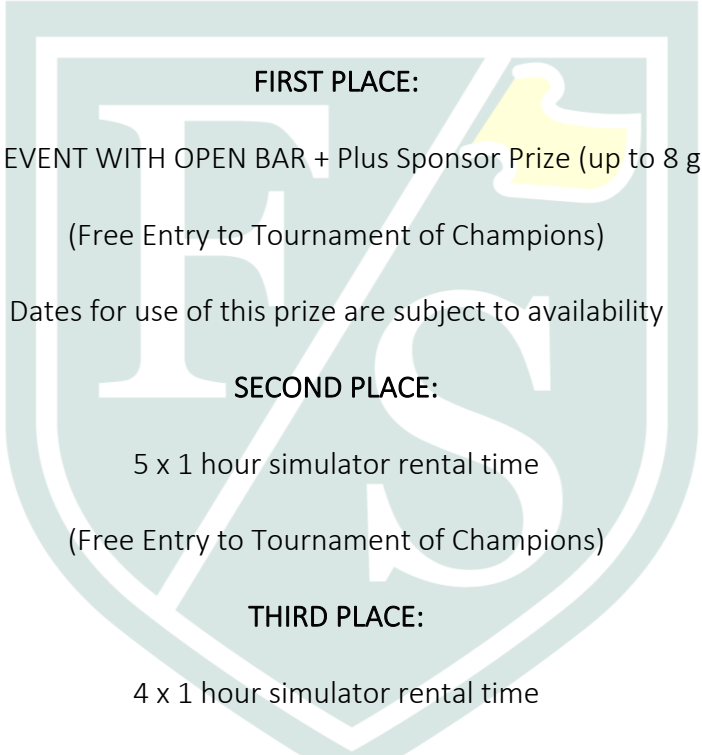 FIRST PLACE:
EVENT WITH OPEN BAR + Plus Sponsor Prize (up to 8 g
(Free Entry to Tournament of Champions)
Dates for use of this prize are subject to availability
SECOND PLACE:
5 x 1 hour simulator rental time
(Free Entry to Tournament of Champions)
THIRD PLACE:
4 x 1 hour simulator rental time
F/S